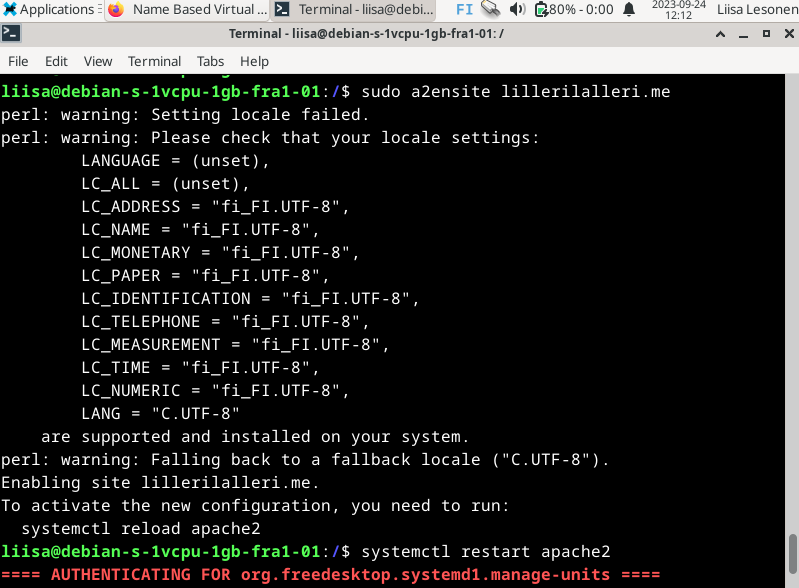 Applications
Name Based Virtual ...
Terminal - liisa@debi...
FI
80% - 0:00
2023-09-24
12:12
Liisa Lesonen
Terminal - liisa@debian-s-1vcpu-1gb-fra1-01: /
File Edit View Terminal Tabs Help
liisa@debian-s-1vcpu-1gb-fra1-01:/$ sudo a2ensite lillerilalleri.me
perl: warning: Setting locale failed.
perl: warning: Please check that your locale settings:
        LANGUAGE = (unset),
        LC_ALL = (unset),
        LC_ADDRESS = "fi_FI.UTF-8",
        LC_NAME = "fi_FI.UTF-8",
        LC_MONETARY = "fi_FI.UTF-8",
        LC_PAPER = "fi_FI.UTF-8",
        LC_IDENTIFICATION = "fi_FI.UTF-8",
        LC_TELEPHONE = "fi_FI.UTF-8",
        LC_MEASUREMENT = "fi_FI.UTF-8",
        LC_TIME = "fi_FI.UTF-8",
        LC_NUMERIC = "fi_FI.UTF-8",
        LANG = "C.UTF-8"
    are supported and installed on your system.
perl: warning: Falling back to a fallback locale ("C.UTF-8").
Enabling site lillerilalleri.me.
To activate the new configuration, you need to run:
  systemctl reload apache2
liisa@debian-s-1vcpu-1gb-fra1-01:/$ systemctl restart apache2
==== AUTHENTICATING FOR org.freedesktop.systemd1.manage-units ====